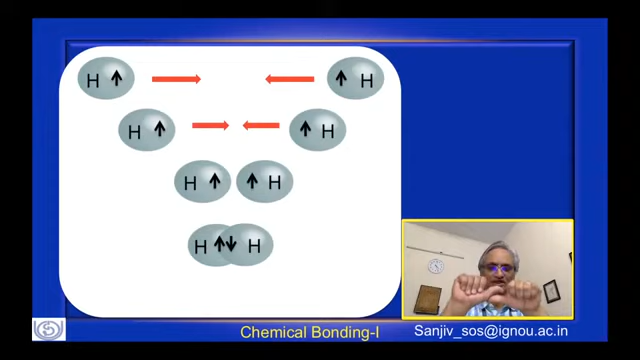 H ↑ ↑ H
H ↑ ↑ H
H ↑ ↑ H
H ↑↓ H
Chemical Bonding-I
Sanjiv_sos@ignou.ac.in